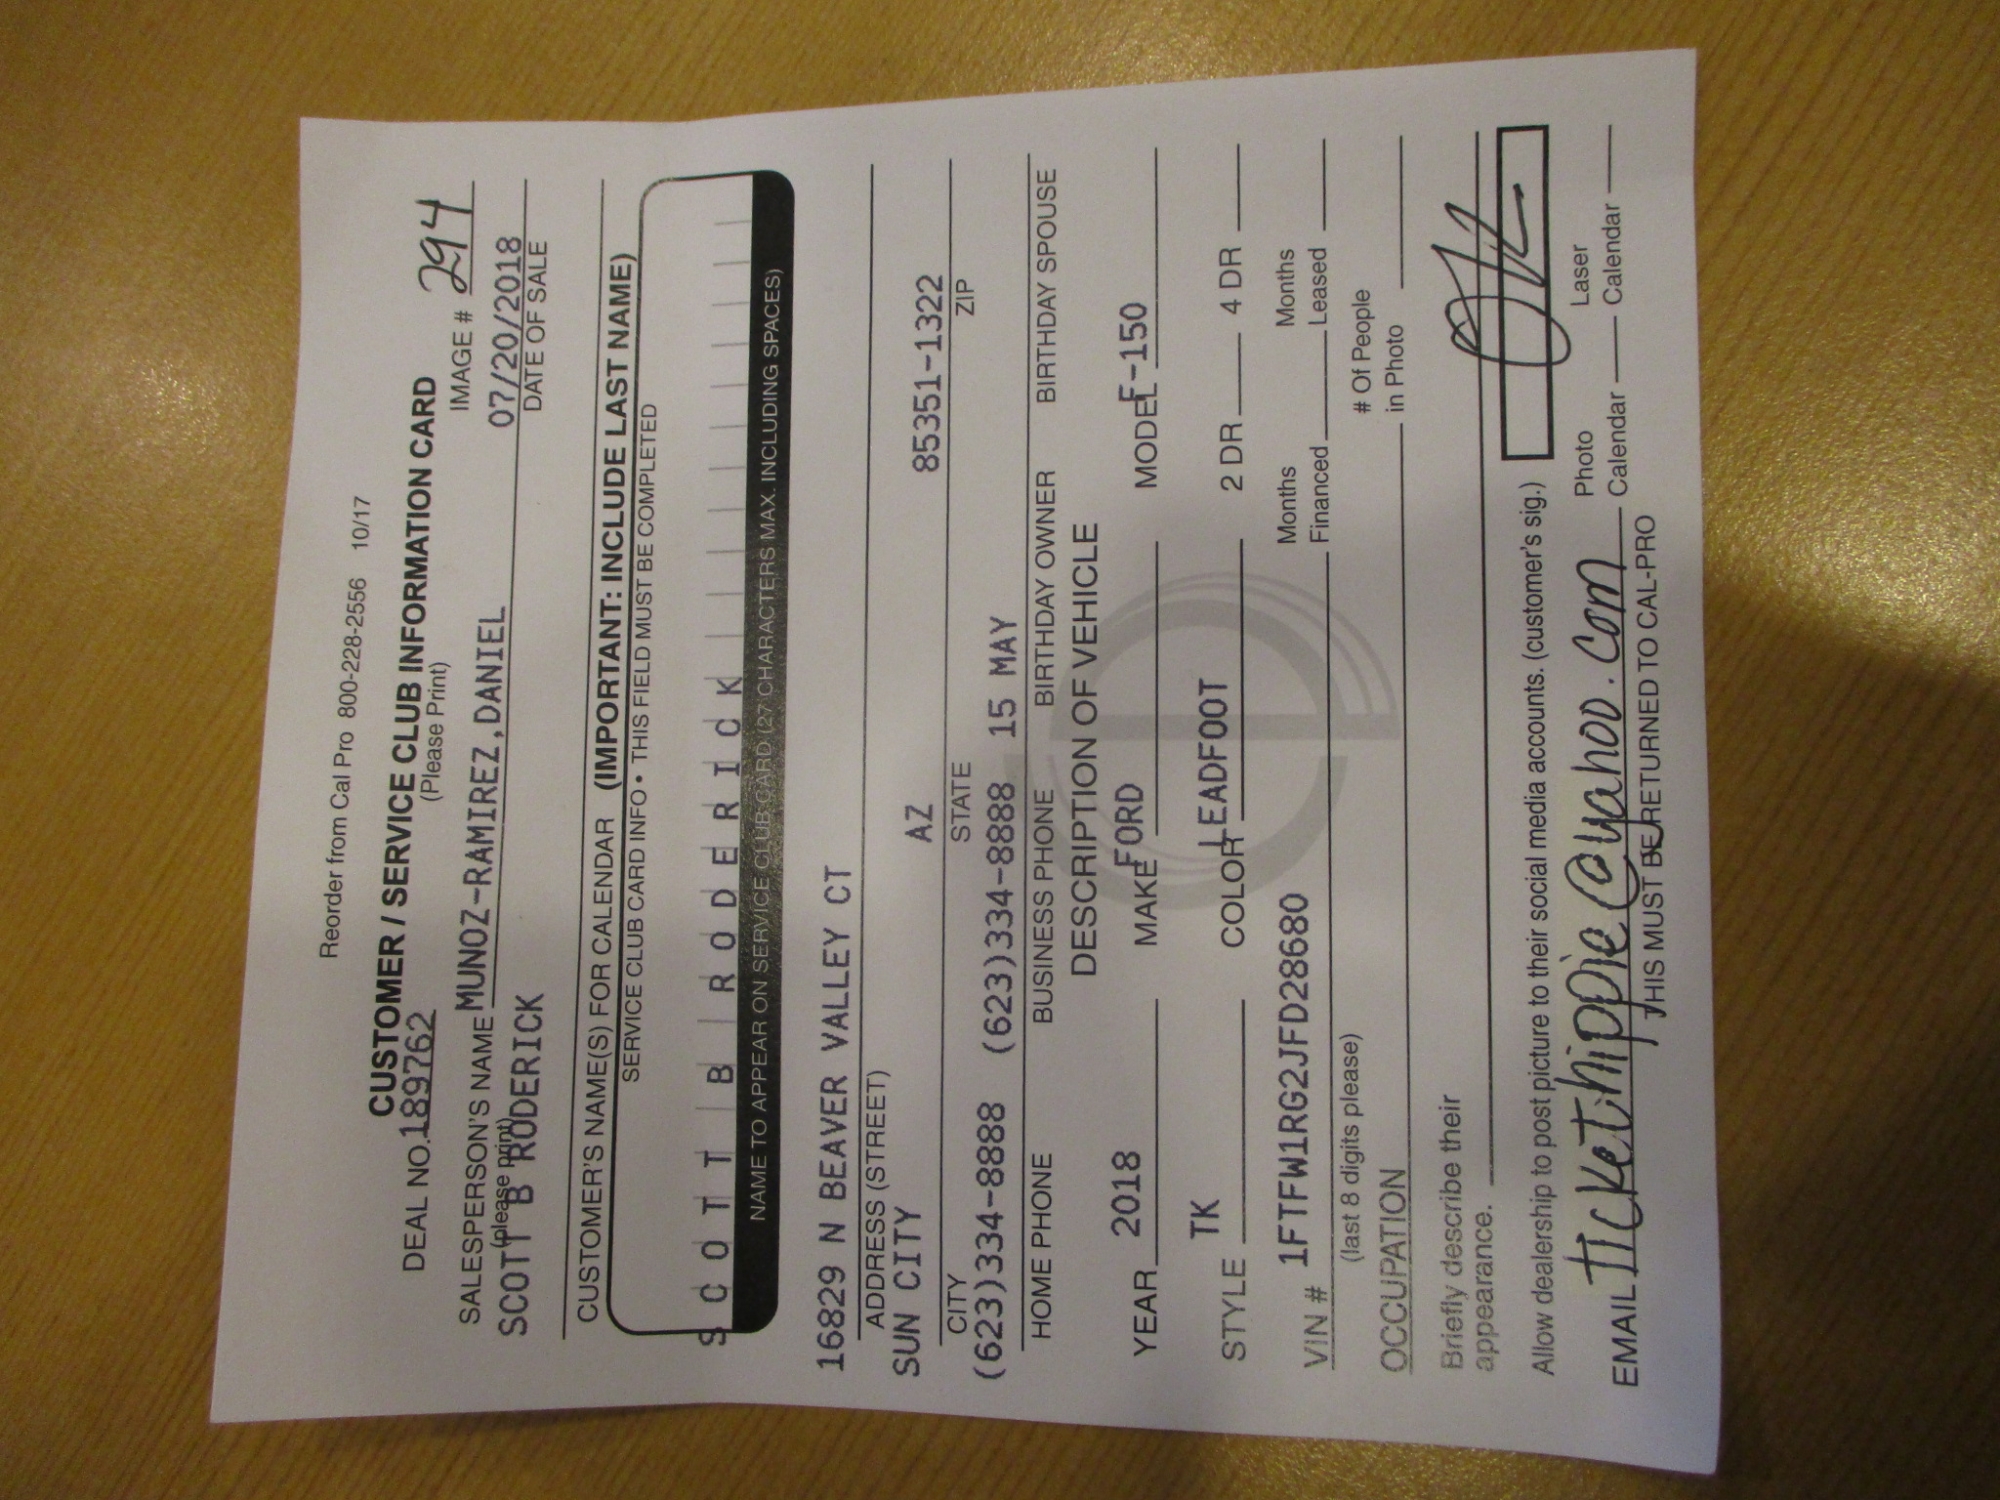 Reorder from Cal Pro 800-228-2556 10/17
CUSTOMER / SERVICE CLUB INFORMATION CARD
(Please Print)
DEAL NO. 189762
IMAGE # 294
SALESPERSON'S NAME MUNOZ-RAMIREZ,DANIEL 07/20/2018
(please print) DATE OF SALE
SCOTT B RODERICK
CUSTOMER'S NAME(S) FOR CALENDAR (IMPORTANT: INCLUDE LAST NAME)
SERVICE CLUB CARD INFO • THIS FIELD MUST BE COMPLETED
S C O T T B R O D E R I C K
NAME TO APPEAR ON SERVICE CLUB CARD (27 CHARACTERS MAX. INCLUDING SPACES)
16829 N BEAVER VALLEY CT
ADDRESS (STREET)
SUN CITY AZ 85351-1322
CITY STATE ZIP
(623)334-8888 (623)334-8888 15 MAY
HOME PHONE BUSINESS PHONE BIRTHDAY OWNER BIRTHDAY SPOUSE
DESCRIPTION OF VEHICLE
YEAR 2018 MAKE FORD MODEL F-150
STYLE TK COLOR LEADFOOT 2 DR 4 DR
VIN # 1FTFW1RG2JFD28680 Months Financed Months Leased
(last 8 digits please)
OCCUPATION # Of People in Photo
Briefly describe their
appearance.
Allow dealership to post picture to their social media accounts. (customer's sig.)
EMAIL TICKetHippie@yahoo.com Photo Calendar Laser Calendar
THIS MUST BE RETURNED TO CAL-PRO